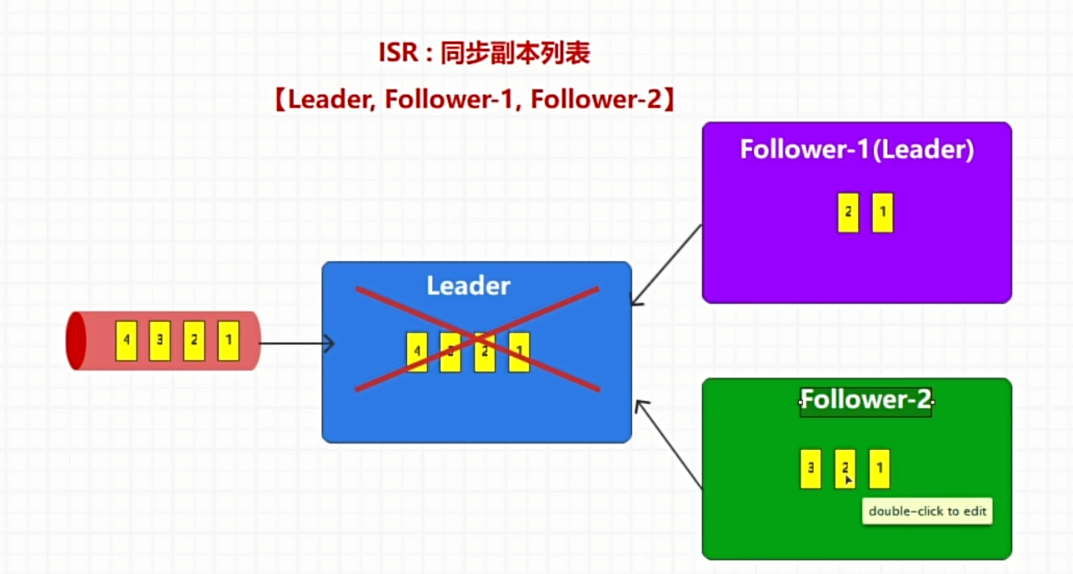 ISR : 同步副本列表
【Leader, Follower-1, Follower-2】
Follower-1(Leader)
2 1
Leader
4 3 2 1
4 3 2 1
Follower-2
3 2 1
double-click to edit